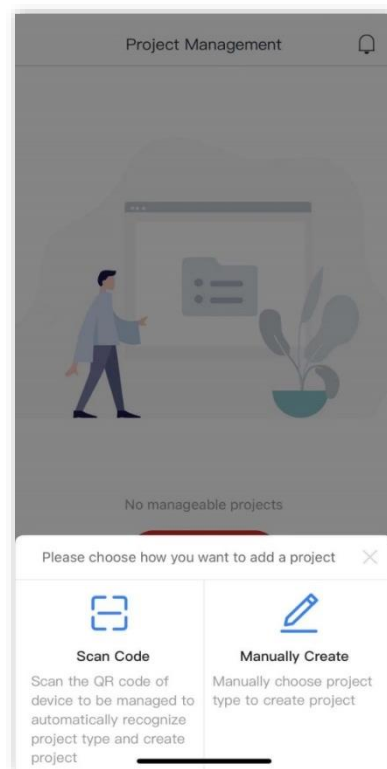 Project Management
No manageable projects
Please choose how you want to add a project
Scan Code
Scan the QR code of
device to be managed to
automatically recognize
project type and create
project
Manually Create
Manually choose project
type to create project